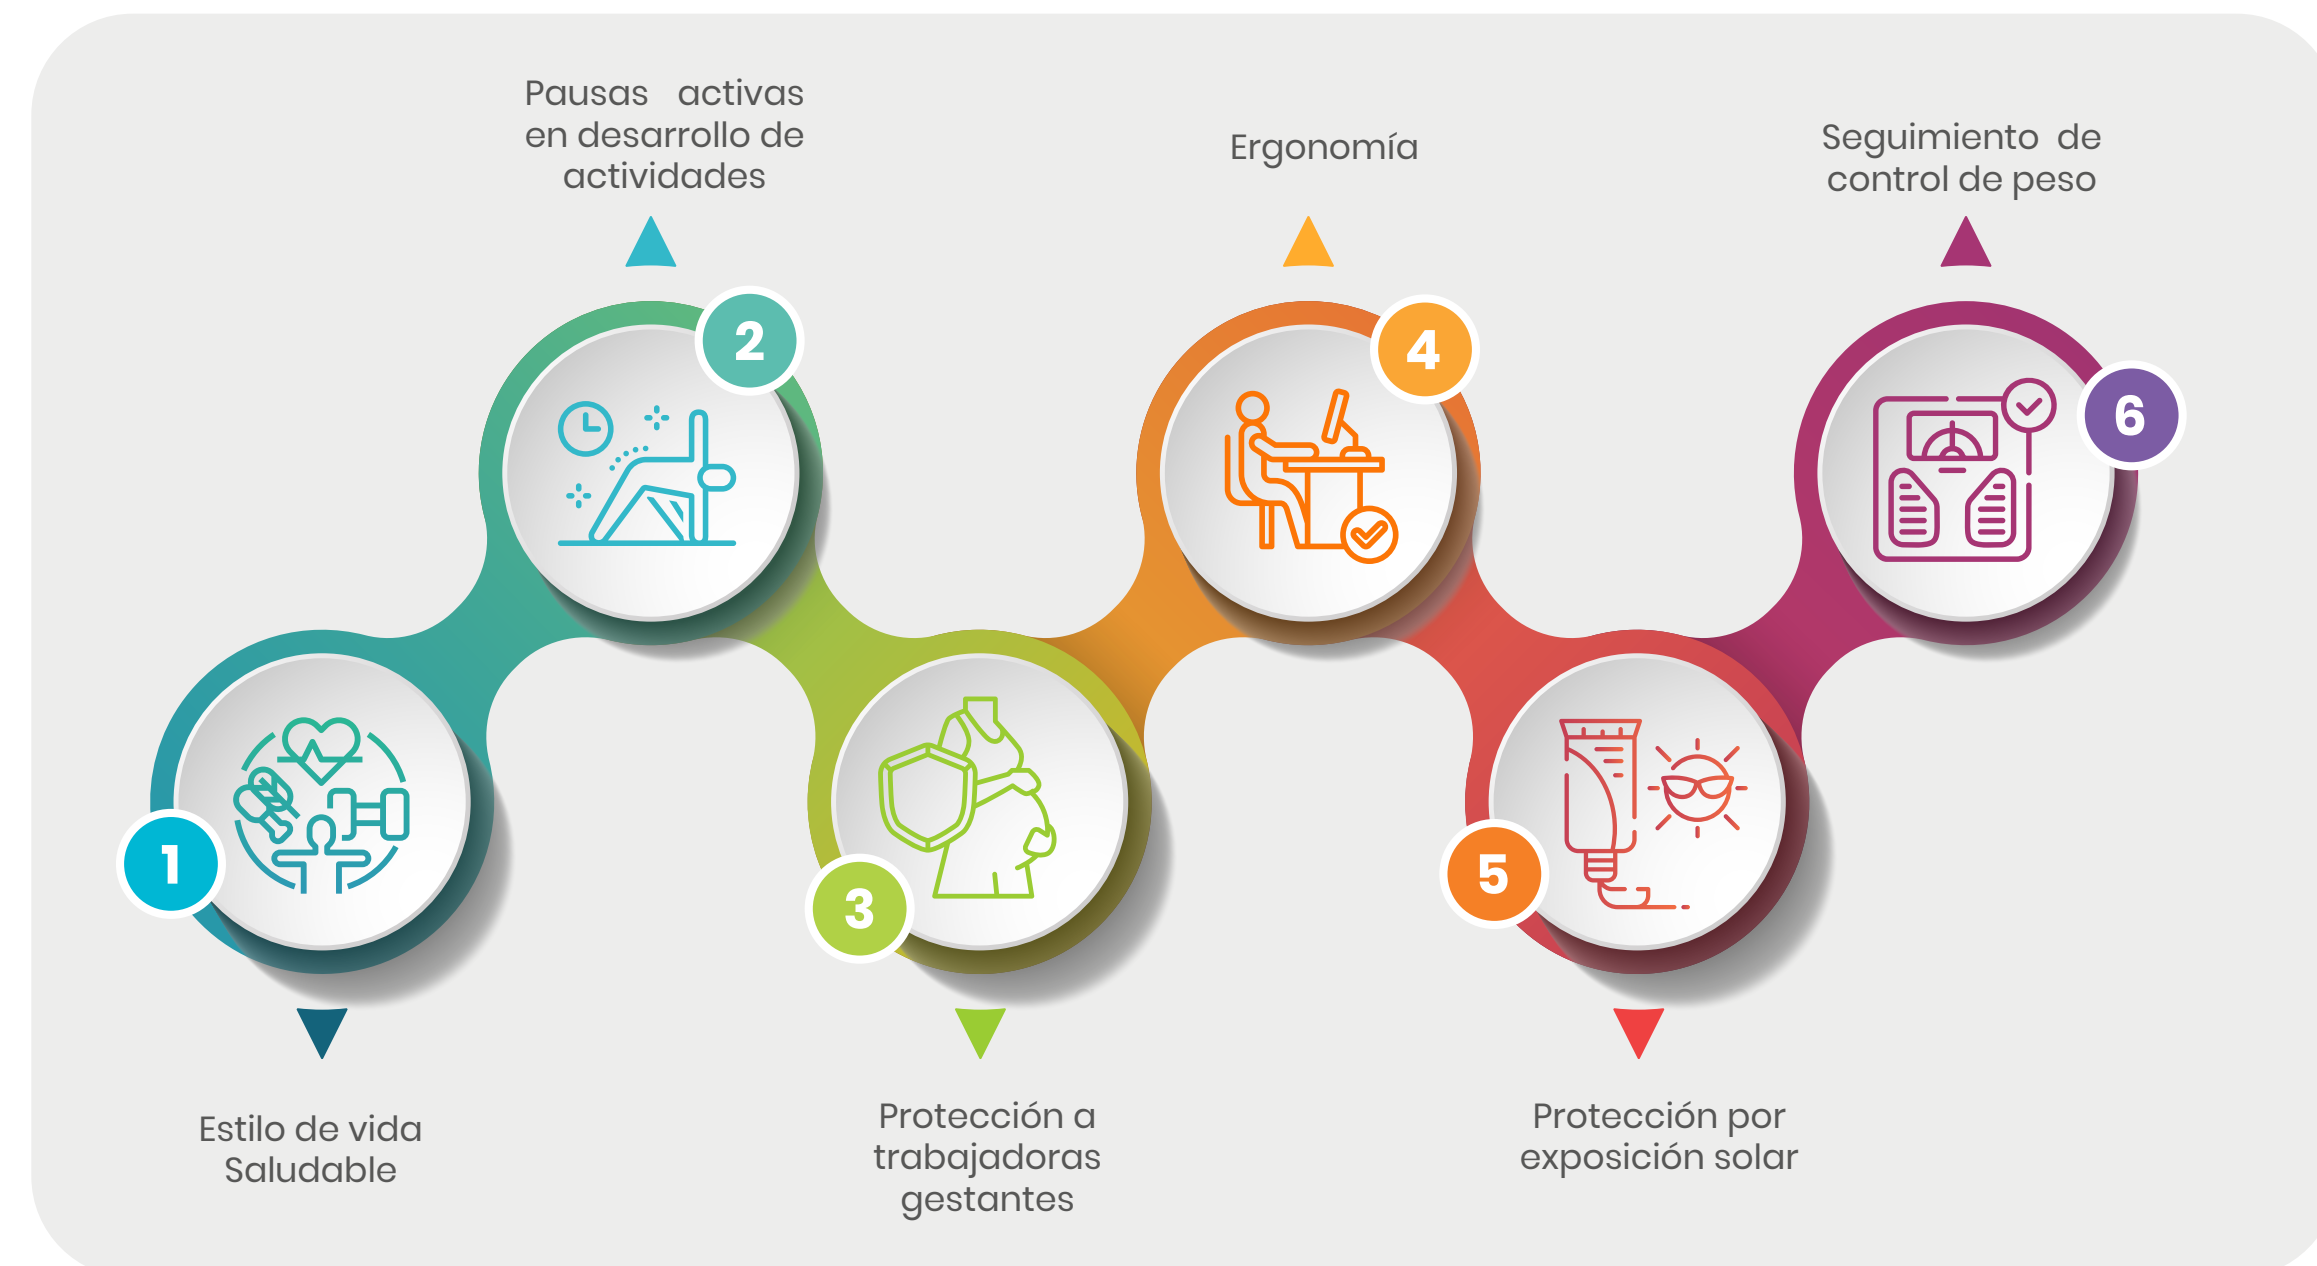 1
Estilo de vida
Saludable
2
Pausas activas
en desarrollo de
actividades
3
Protección a
trabajadoras
gestantes
4
Ergonomía
5
Protección por
exposición solar
6
Seguimiento de
control de peso